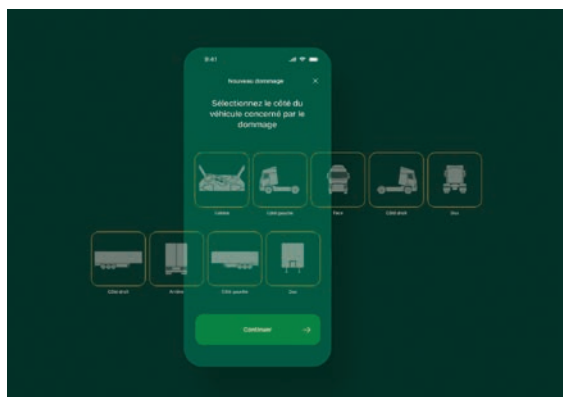 9:41
Nouveau dommage
Sélectionnez le côté du
véhicule concerné par le
dommage
Cabine
Côté gauche
Face
Côté droit
Dos
Côté droit
Arrière
Côté gauche
Dos
Continuer